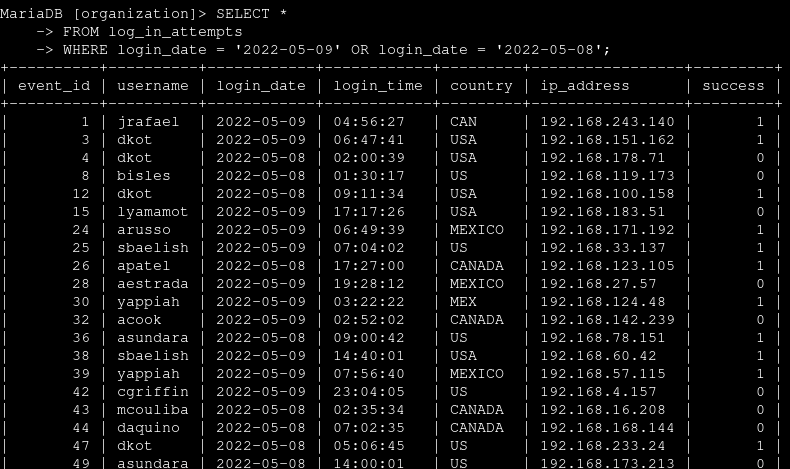 MariaDB [organization]> SELECT *
    -> FROM log_in_attempts
    -> WHERE login_date = '2022-05-09' OR login_date = '2022-05-08';
+----------+----------+------------+------------+---------+-----------------+---------+
| event_id | username | login_date | login_time | country | ip_address      | success |
+----------+----------+------------+------------+---------+-----------------+---------+
|        1 | jrafael  | 2022-05-09 | 04:56:27   | CAN     | 192.168.243.140 |       1 |
|        3 | dkot     | 2022-05-09 | 06:47:41   | USA     | 192.168.151.162 |       1 |
|        4 | dkot     | 2022-05-08 | 02:00:39   | USA     | 192.168.178.71  |       0 |
|        8 | bisles   | 2022-05-08 | 01:30:17   | US      | 192.168.119.173 |       0 |
|       12 | dkot     | 2022-05-08 | 09:11:34   | USA     | 192.168.100.158 |       1 |
|       15 | lyamamot | 2022-05-09 | 17:17:26   | USA     | 192.168.183.51  |       0 |
|       24 | arusso   | 2022-05-09 | 06:49:39   | MEXICO  | 192.168.171.192 |       1 |
|       25 | sbaelish | 2022-05-09 | 07:04:02   | US      | 192.168.33.137  |       1 |
|       26 | apatel   | 2022-05-08 | 17:27:00   | CANADA  | 192.168.123.105 |       1 |
|       28 | aestrada | 2022-05-09 | 19:28:12   | MEXICO  | 192.168.27.57   |       0 |
|       30 | yappiah  | 2022-05-09 | 03:22:22   | MEX     | 192.168.124.48  |       1 |
|       32 | acook    | 2022-05-09 | 02:52:02   | CANADA  | 192.168.142.239 |       0 |
|       36 | asundara | 2022-05-08 | 09:00:42   | US      | 192.168.78.151  |       1 |
|       38 | sbaelish | 2022-05-09 | 14:40:01   | USA     | 192.168.60.42   |       1 |
|       39 | yappiah  | 2022-05-09 | 07:56:40   | MEXICO  | 192.168.57.115  |       1 |
|       42 | cgriffin | 2022-05-09 | 23:04:05   | US      | 192.168.4.157   |       0 |
|       43 | mcouliba | 2022-05-08 | 02:35:34   | CANADA  | 192.168.16.208  |       0 |
|       44 | daquino  | 2022-05-08 | 07:02:35   | CANADA  | 192.168.168.144 |       0 |
|       47 | dkot     | 2022-05-08 | 05:06:45   | US      | 192.168.233.24  |       1 |
|       49 | asundara | 2022-05-08 | 14:00:01   | US      | 192.168.173.213 |       0 |